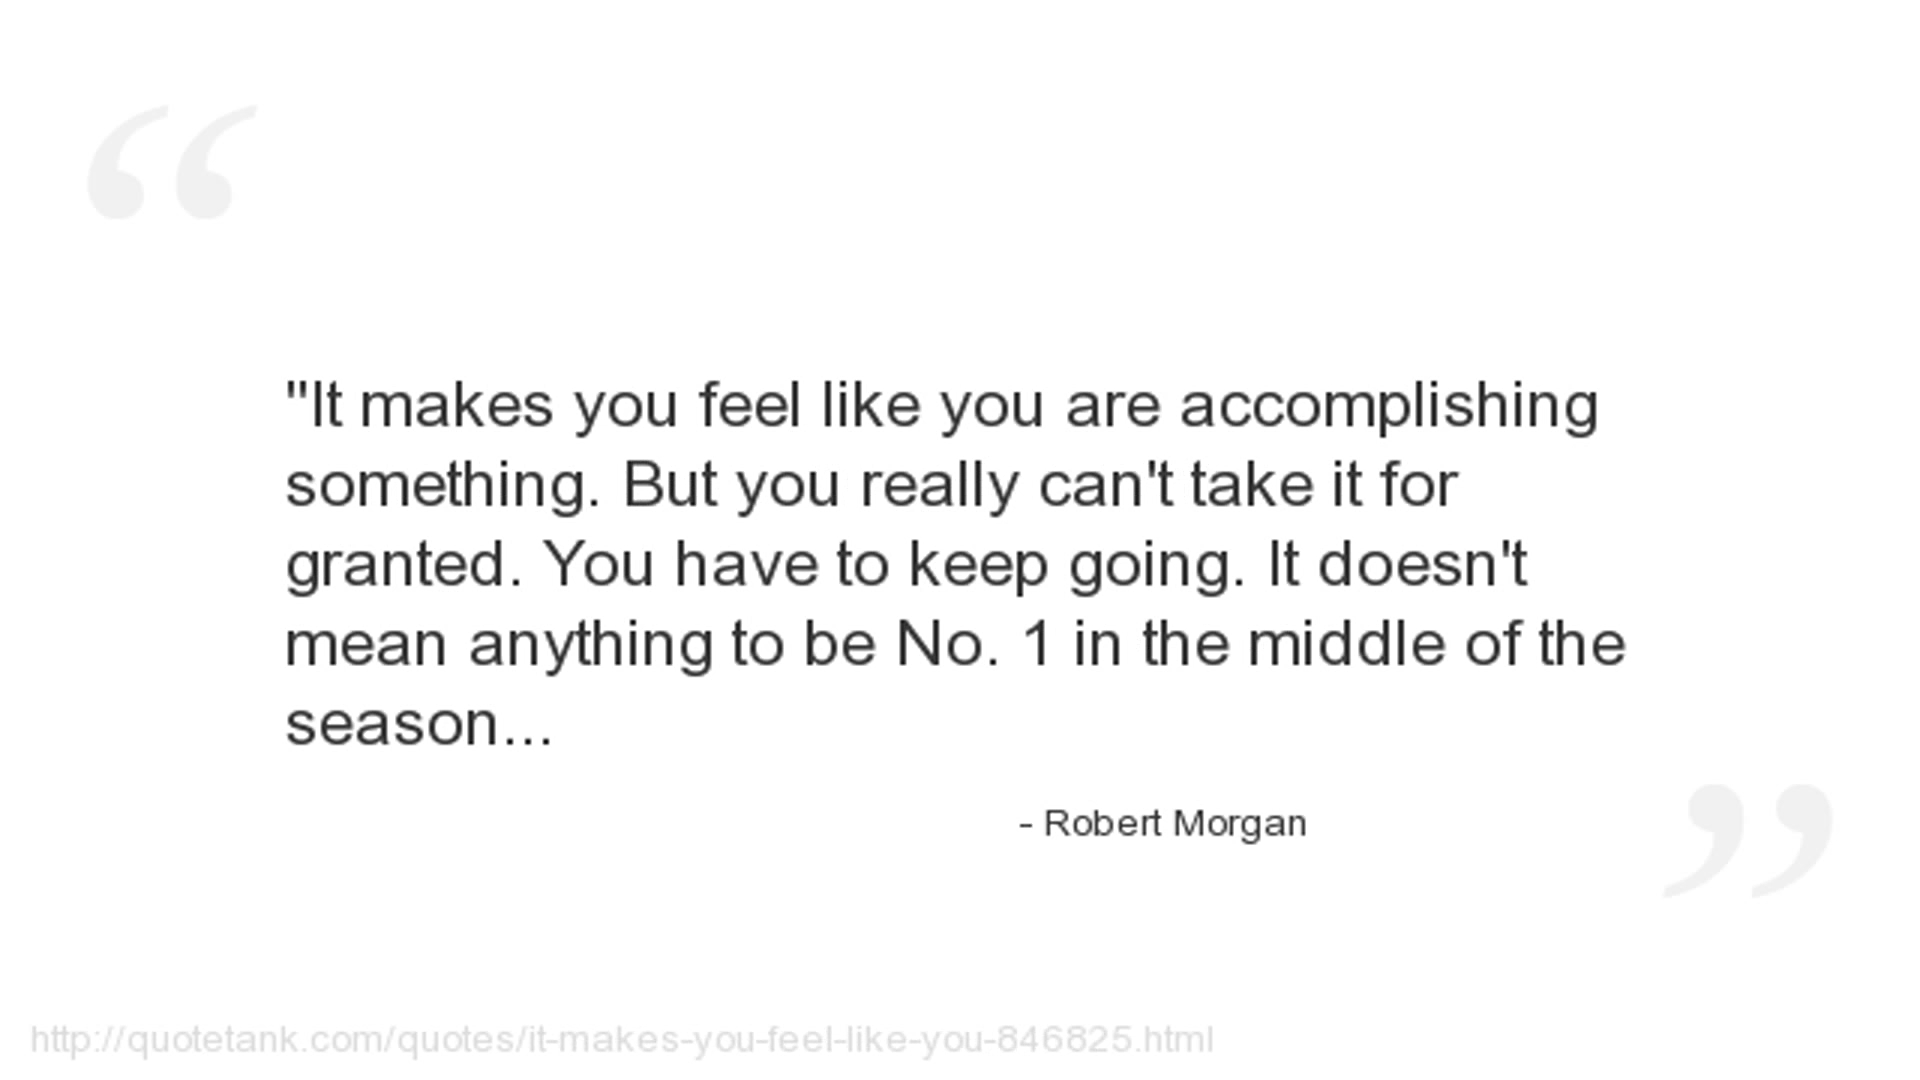 "It makes you feel like you are accomplishing
something. But you really can't take it for
granted. You have to keep going. It doesn't
mean anything to be No. 1 in the middle of the
season...
- Robert Morgan
http://quotetank.com/quotes/it-makes-you-feel-like-you-846825.html